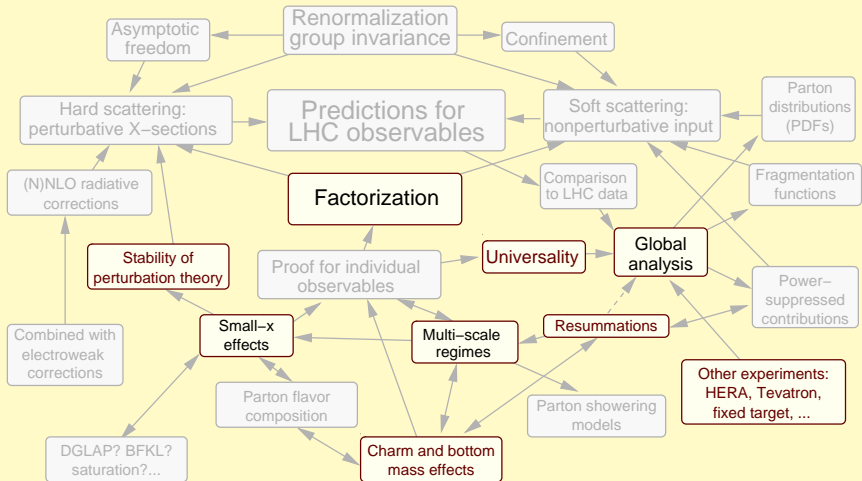 Asymptotic
freedom
Renormalization
group invariance
Confinement
Hard scattering:
perturbative X−sections
Predictions for
LHC observables
Soft scattering:
nonperturbative input
Parton
distributions
(PDFs)
(N)NLO radiative
corrections
Factorization
Comparison
to LHC data
Fragmentation
functions
Stability of
perturbation theory
Proof for individual
observables
Universality
Global
analysis
Power−
suppressed
contributions
Combined with
electroweak
corrections
Small−x
effects
Multi−scale
regimes
Resummations
Other experiments:
HERA, Tevatron,
fixed target, ...
Parton flavor
composition
Parton showering
models
DGLAP? BFKL?
saturation?...
Charm and bottom
mass effects